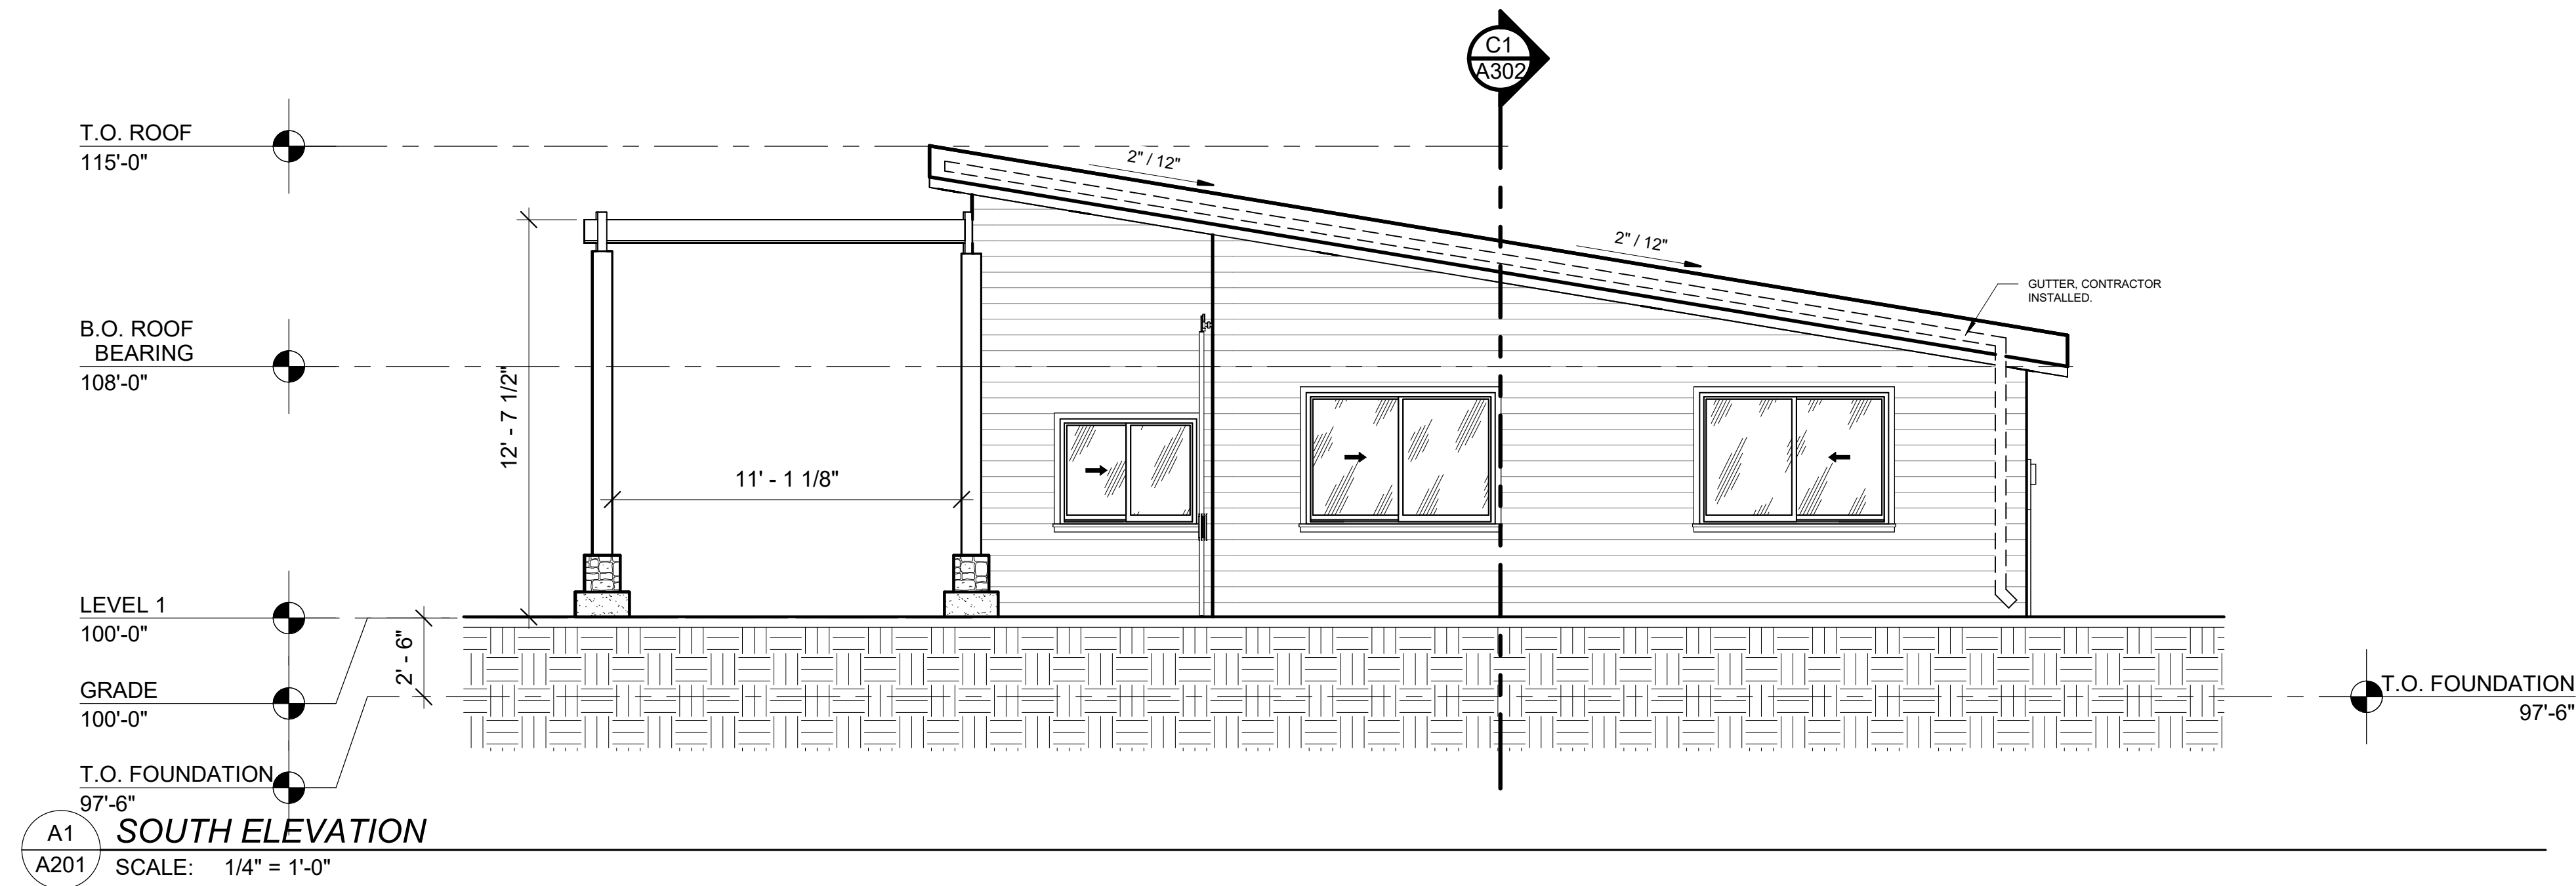 C1
A302
T.O. ROOF
115'-0"
2" / 12"
2" / 12"
GUTTER, CONTRACTOR
INSTALLED.
B.O. ROOF
BEARING
108'-0"
12' - 7 1/2"
11' - 1 1/8"
LEVEL 1
100'-0"
2' - 6"
GRADE
100'-0"
T.O. FOUNDATION
97'-6"
T.O. FOUNDATION
97'-6"
A1
A201
SOUTH ELEVATION
SCALE: 1/4" = 1'-0"